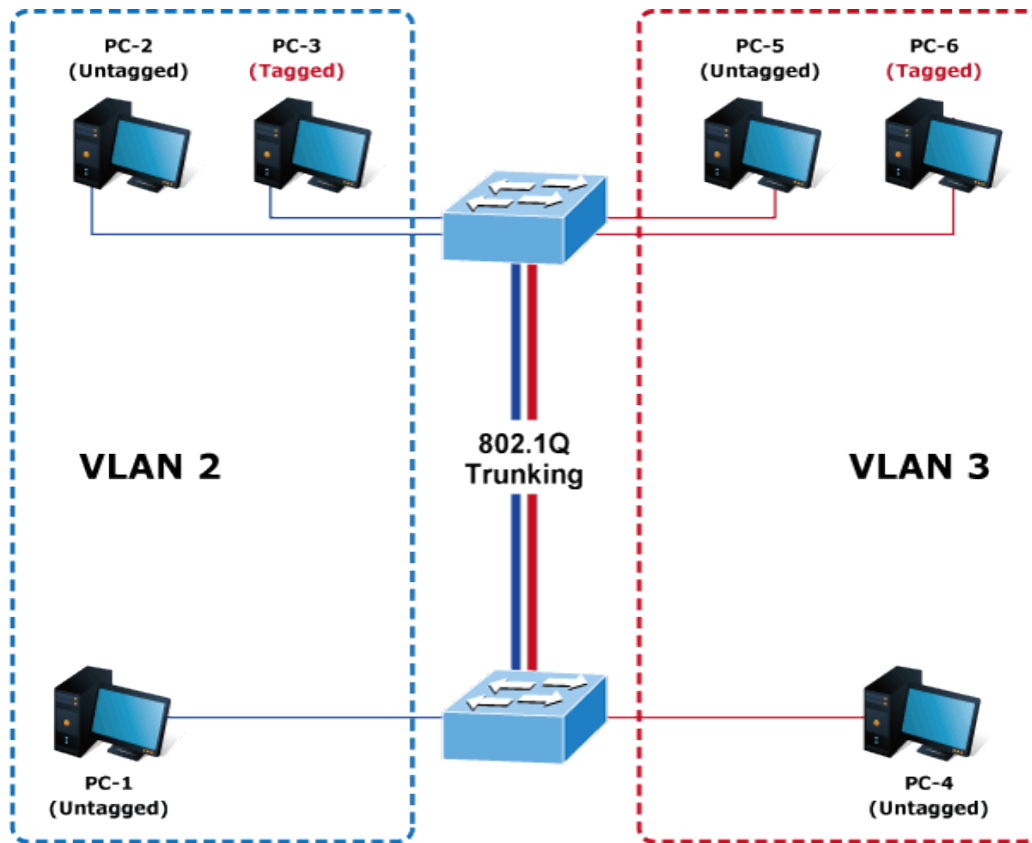 PC-2
(Untagged)
PC-3
(Tagged)
PC-5
(Untagged)
PC-6
(Tagged)
802.1Q
Trunking
VLAN 2
VLAN 3
PC-1
(Untagged)
PC-4
(Untagged)